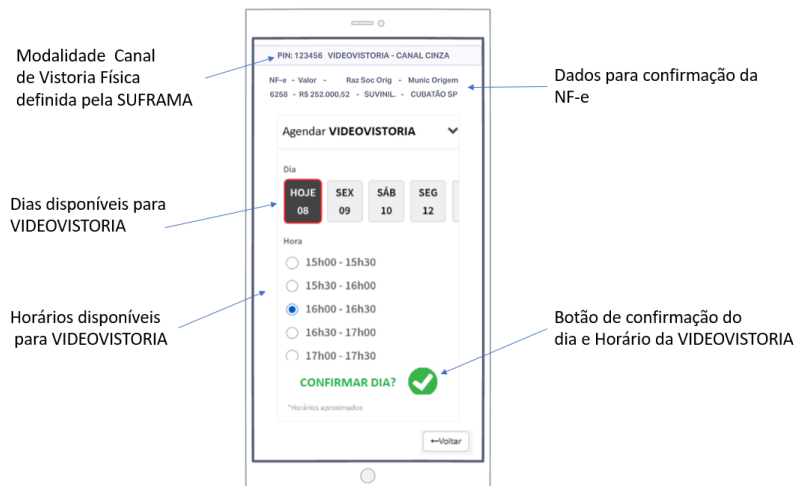 Modalidade Canal
de Vistoria Física
definida pela SUFRAMA
PIN: 123456 VIDEOVISTORIA - CANAL CINZA
NF-e - Valor - Raz Soc Orig - Munic Origem
6258 - R$ 252.000,52 - SUVINIL. - CUBATÃO SP
Dados para confirmação da
NF-e
Agendar VIDEOVISTORIA
Dias disponíveis para
VIDEOVISTORIA
Dia
HOJE SEX SÁB SEG
08 09 10 12
Hora
15h00 - 15h30
15h30 - 16h00
16h00 - 16h30
16h30 - 17h00
17h00 - 17h30
Horários disponíveis
para VIDEOVISTORIA
Botão de confirmação do
dia e Horário da VIDEOVISTORIA
CONFIRMAR DIA?
*Horários aproximados
←Voltar